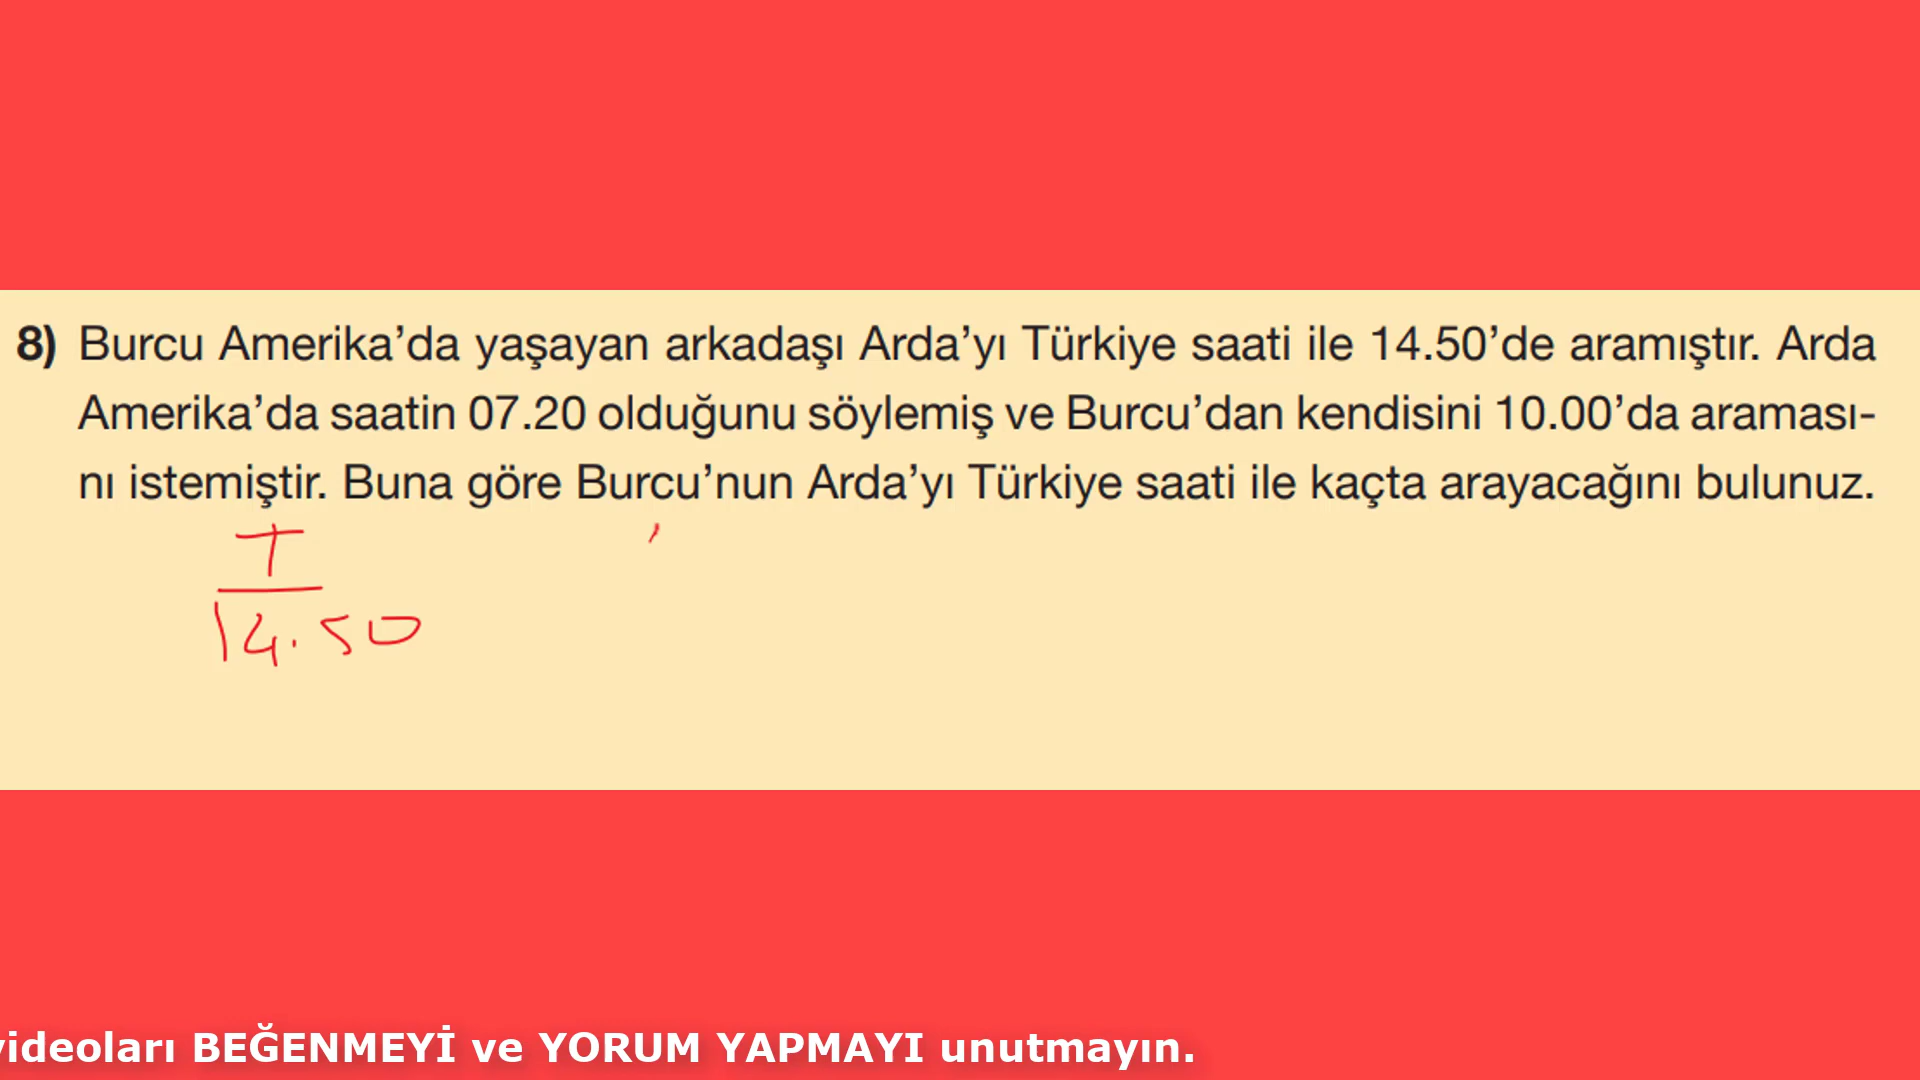 8) Burcu Amerika’da yaşayan arkadaşı Arda’yı Türkiye saati ile 14.50’de aramıştır. Arda
Amerika’da saatin 07.20 olduğunu söylemiş ve Burcu’dan kendisini 10.00’da araması-
nı istemiştir. Buna göre Burcu’nun Arda’yı Türkiye saati ile kaçta arayacağını bulunuz.
T
14.50
videoları BEĞENMEYİ ve YORUM YAPMAYI unutmayın.